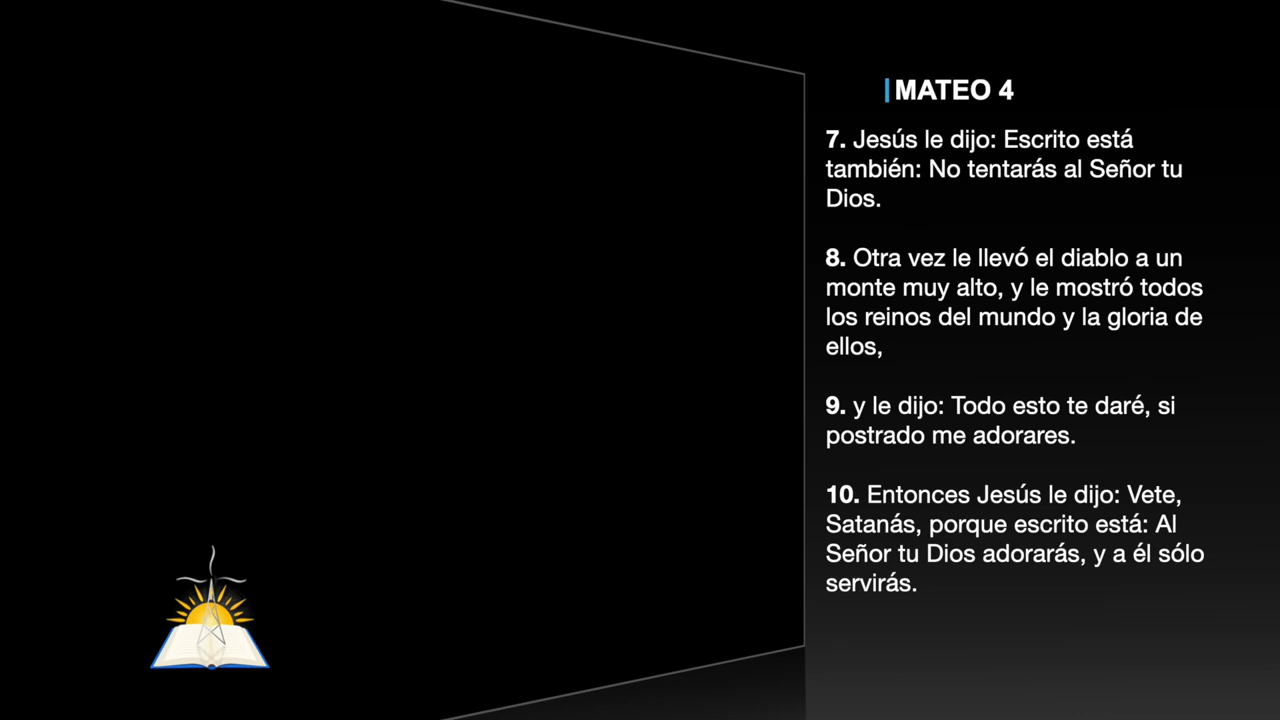 MATEO 4
7. Jesús le dijo: Escrito está
también: No tentarás al Señor tu
Dios.
8. Otra vez le llevó el diablo a un
monte muy alto, y le mostró todos
los reinos del mundo y la gloria de
ellos,
9. y le dijo: Todo esto te daré, si
postrado me adorares.
10. Entonces Jesús le dijo: Vete,
Satanás, porque escrito está: Al
Señor tu Dios adorarás, y a él sólo
servirás.